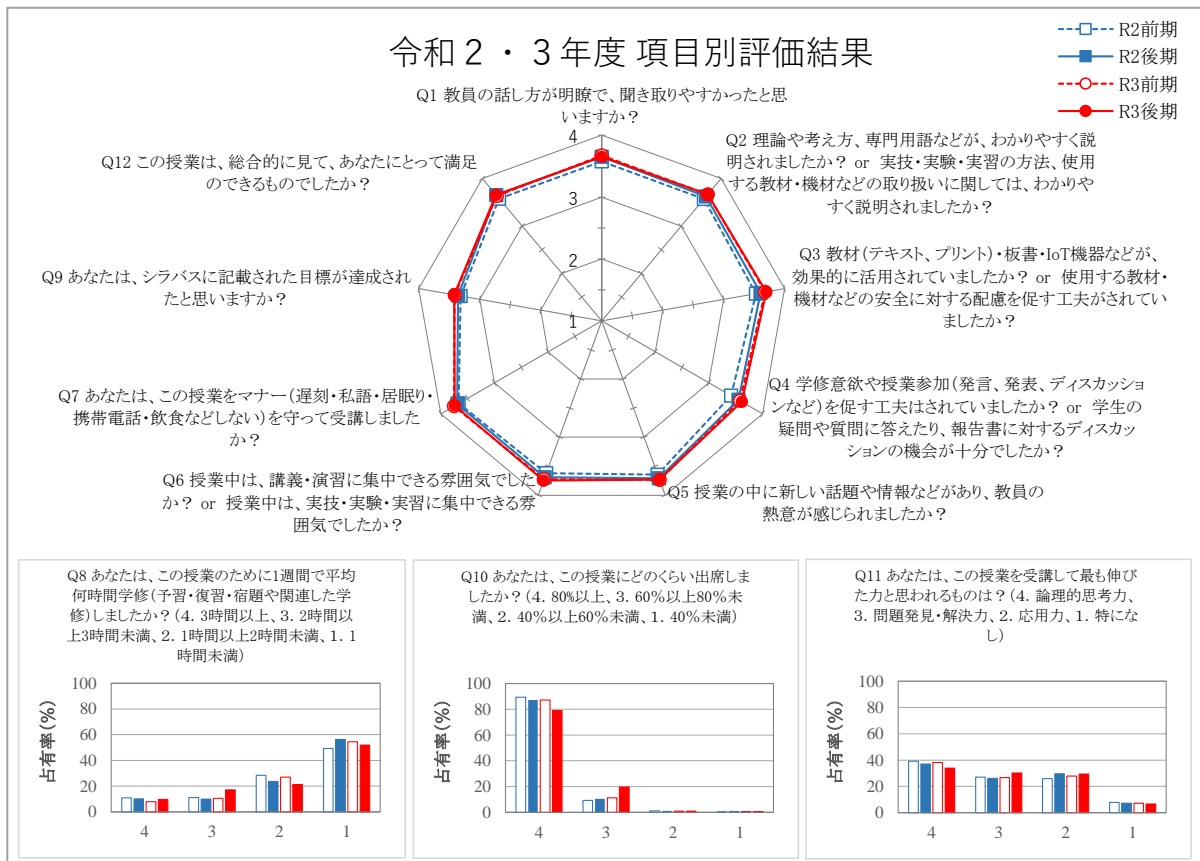 令和２・３年度 項目別評価結果
R2前期
R2後期
R3前期
R3後期
Q1 教員の話し方が明瞭で、聞き取りやすかったと思
いますか？
Q2 理論や考え方、専門用語などが、わかりやすく説
明されましたか？ or 実技・実験・実習の方法、使用
する教材・機材などの取り扱いに関しては、わかりや
すく説明されましたか？
Q3 教材(テキスト、プリント)・板書・IoT機器などが、
効果的に活用されていましたか？ or 使用する教材・
機材などの安全に対する配慮を促す工夫がされてい
ましたか？
Q4 学修意欲や授業参加(発言、発表、ディスカッショ
ンなど)を促す工夫はされていましたか？ or 学生の
疑問や質問に答えたり、報告書に対するディスカッ
ションの機会が十分でしたか？
Q5 授業の中に新しい話題や情報などがあり、教員の
熱意が感じられましたか？
Q6 授業中は、講義・演習に集中できる雰囲気でした
か？ or 授業中は、実技・実験・実習に集中できる雰
囲気でしたか？
Q7 あなたは、この授業をマナー(遅刻・私語・居眠り・
携帯電話・飲食などしない)を守って受講しました
か？
Q9 あなたは、シラバスに記載された目標が達成され
たと思いますか？
Q12 この授業は、総合的に見て、あなたにとって満足
のできるものでしたか？
4
3
2
1
Q8 あなたは、この授業のために1週間で平均
何時間学修(予習・復習・宿題や関連した学
修)しましたか？(4. 3時間以上、3. 2時間以
上3時間未満、2. 1時間以上2時間未満、1. 1
時間未満)
占有率(%)
100
80
60
40
20
0
4 3 2 1
Q10 あなたは、この授業にどのくらい出席しま
したか？(4. 80%以上、3. 60%以上80%未
満、2. 40%以上60%未満、1. 40%未満)
占有率(%)
100
80
60
40
20
0
4 3 2 1
Q11 あなたは、この授業を受講して最も伸び
た力と思われるものは？(4. 論理的思考力、
3. 問題発見・解決力、2. 応用力、1. 特にな
し)
占有率(%)
100
80
60
40
20
0
4 3 2 1